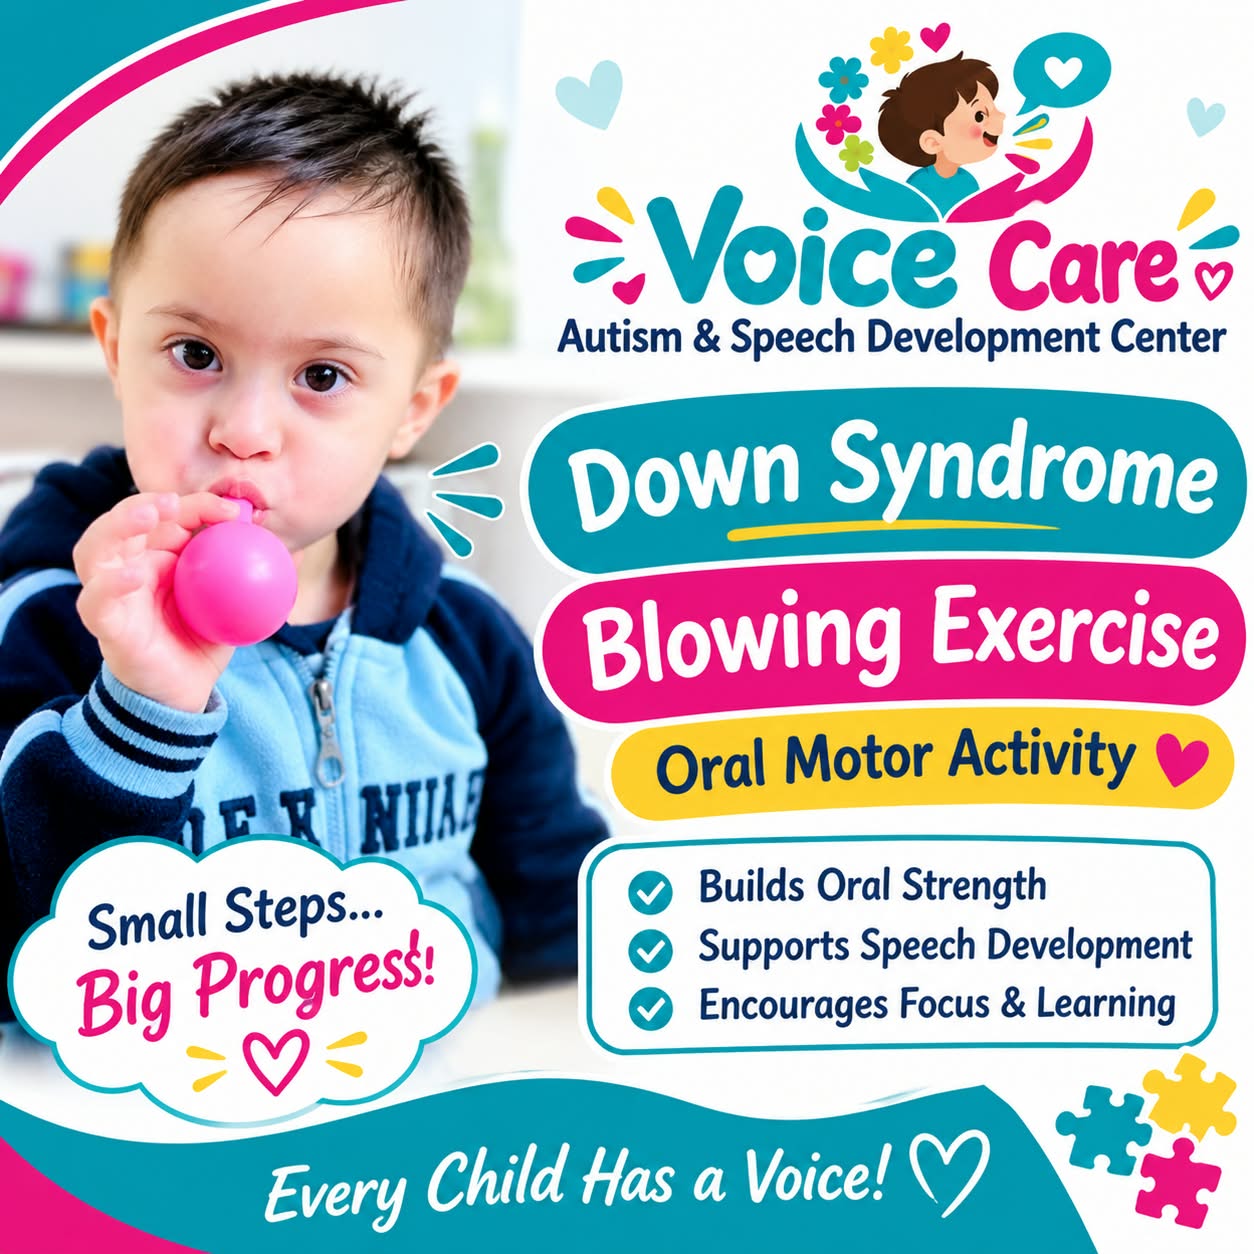 Voice Care
Autism & Speech Development Center
Down Syndrome
Blowing Exercise
Oral Motor Activity
Builds Oral Strength
Supports Speech Development
Encourages Focus & Learning
Small Steps...
Big Progress!
Every Child Has a Voice!